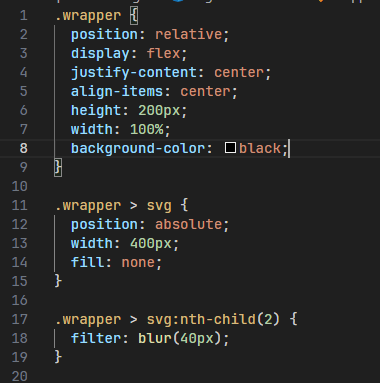 1 .wrapper {
2 position: relative;
3 display: flex;
4 justify-content: center;
5 align-items: center;
6 height: 200px;
7 width: 100%;
8 background-color: black;
9 }
10
11 .wrapper > svg {
12 position: absolute;
13 width: 400px;
14 fill: none;
15 }
16
17 .wrapper > svg:nth-child(2) {
18 filter: blur(40px);
19 }
20